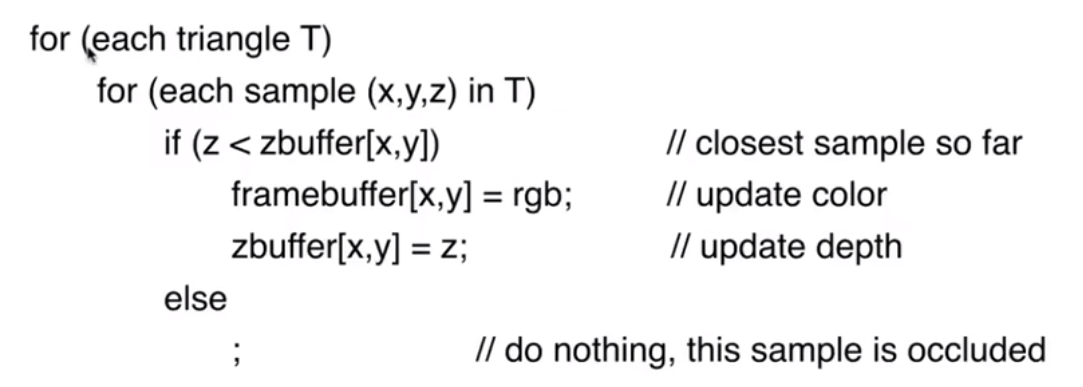 for (each triangle T)
for (each sample (x,y,z) in T)
if (z < zbuffer[x,y]) // closest sample so far
framebuffer[x,y] = rgb; // update color
zbuffer[x,y] = z; // update depth
else
; // do nothing, this sample is occluded